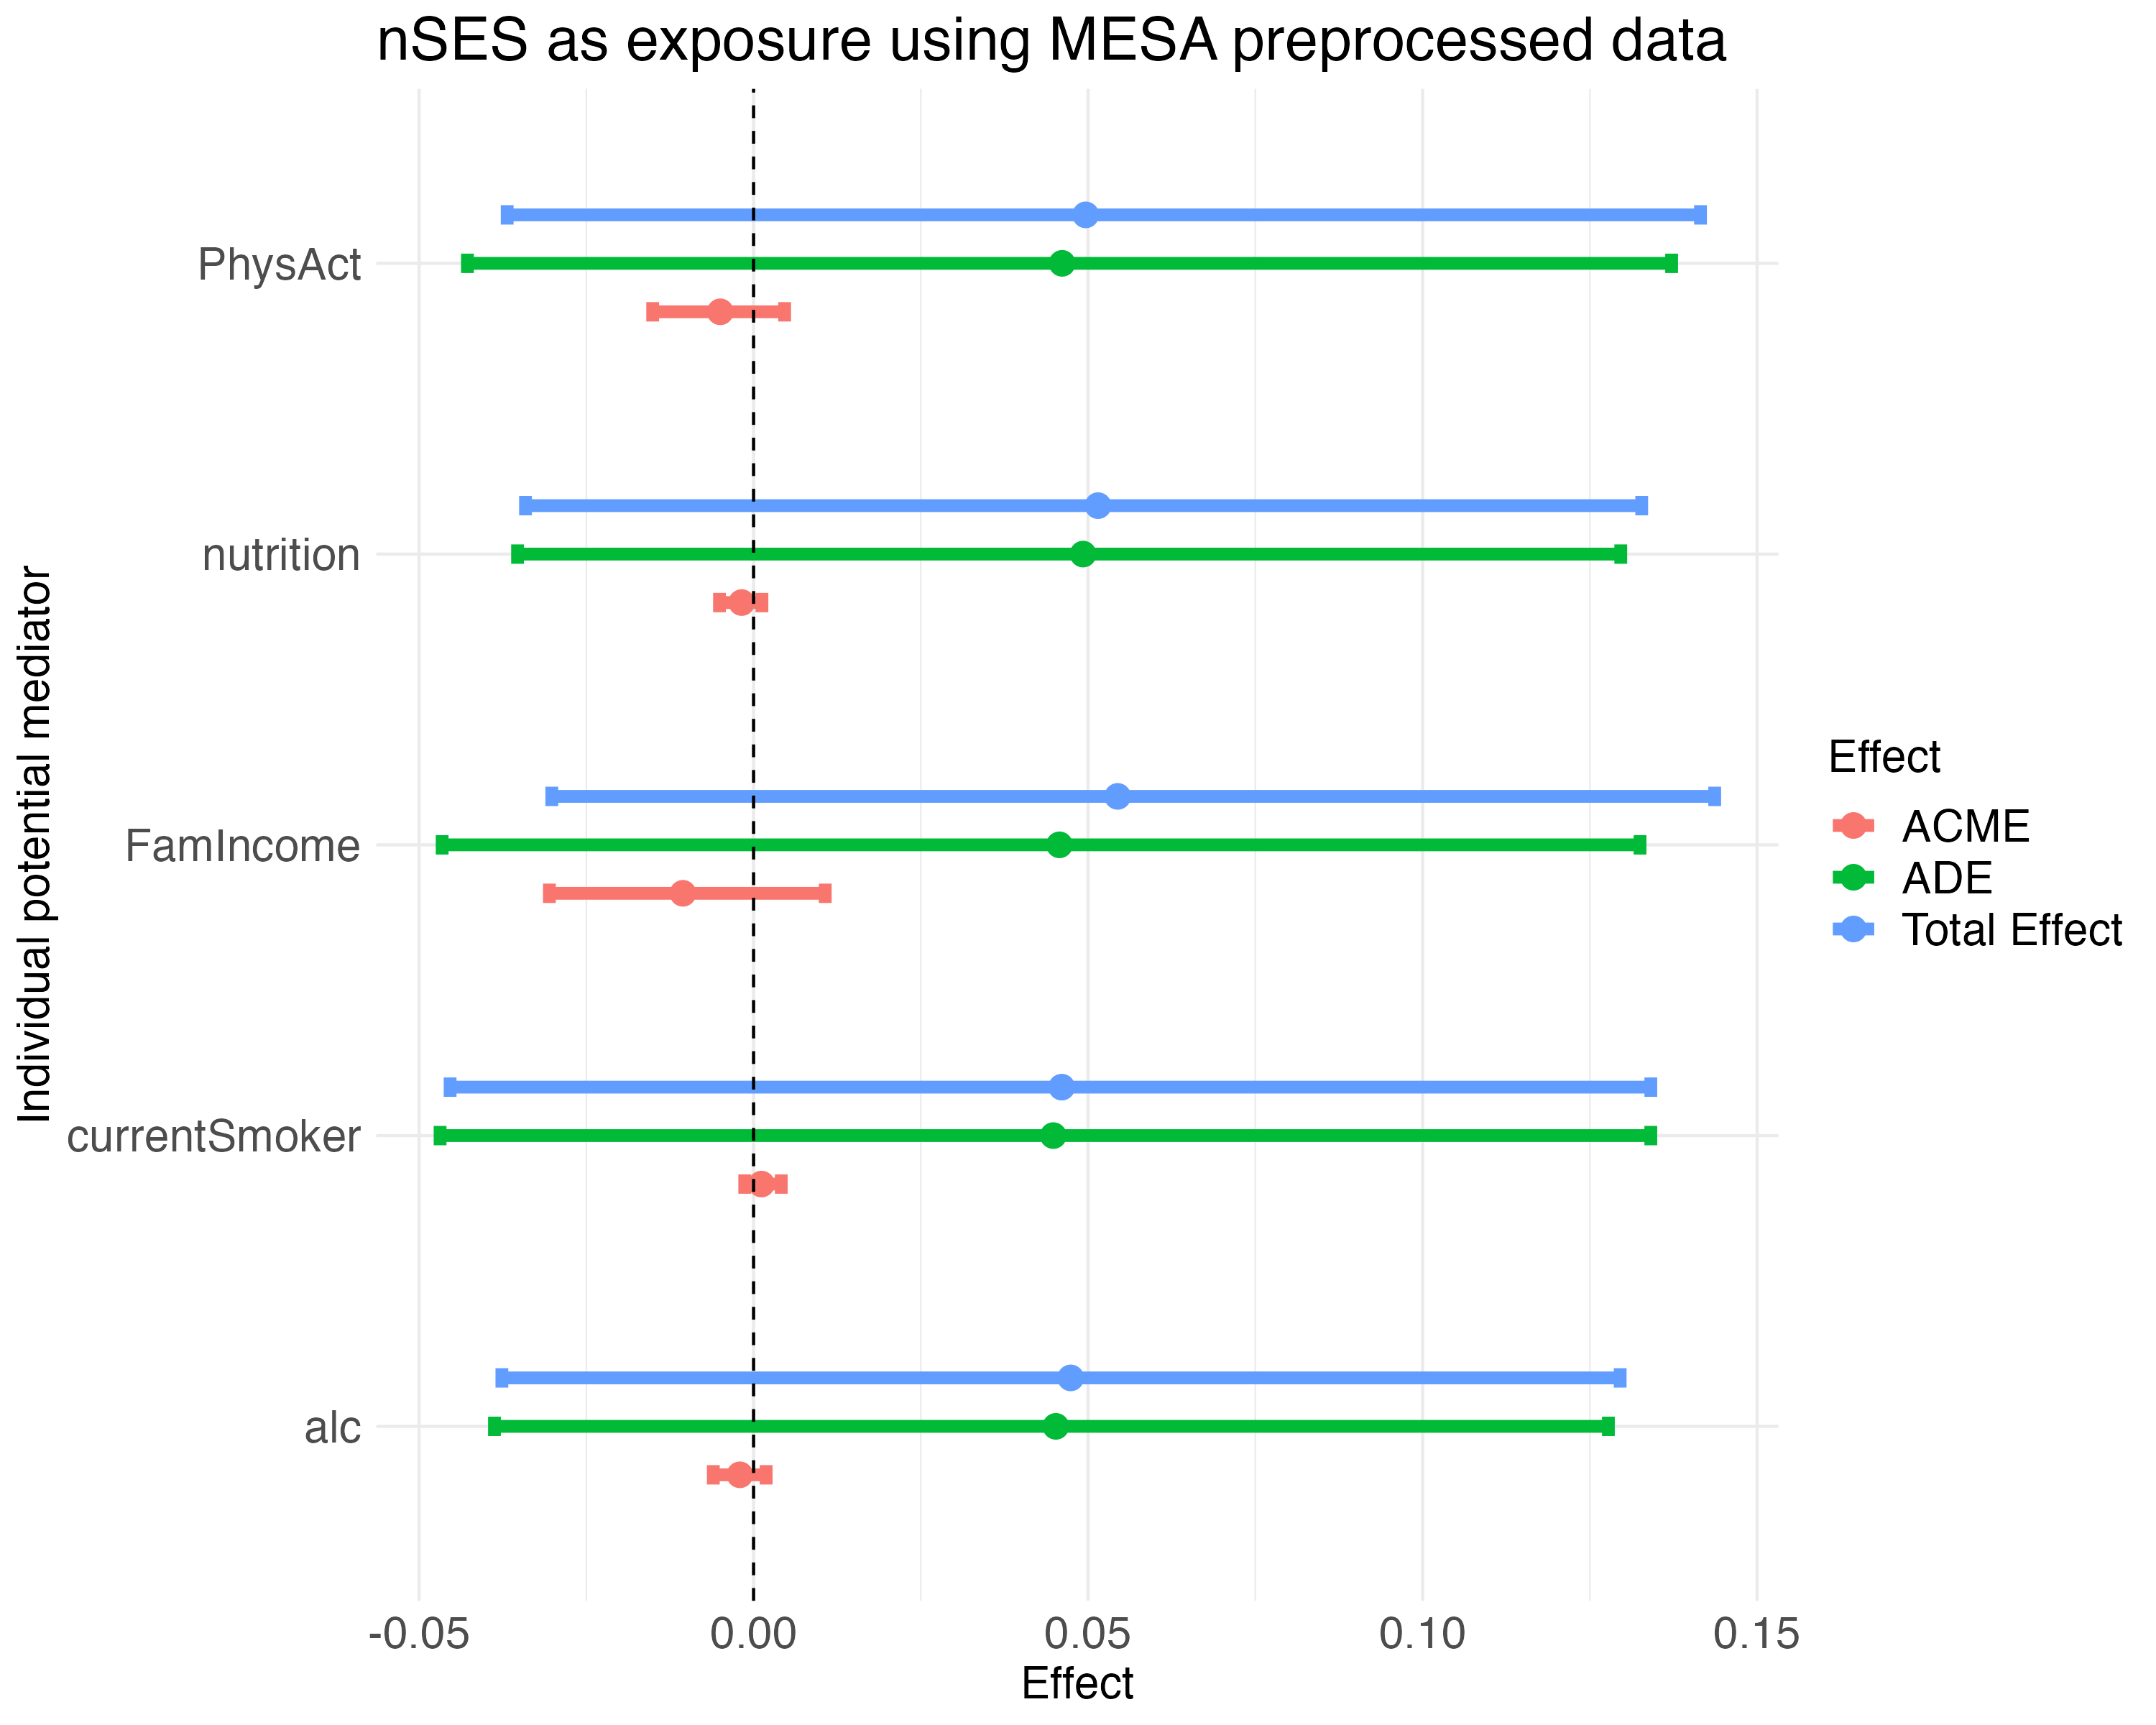 nSES as exposure using MESA preprocessed data
Individual potential mediator
PhysAct
nutrition
FamIncome
currentSmoker
alc
-0.05
0.00
0.05
0.10
0.15
Effect
Effect
ACME
ADE
Total Effect